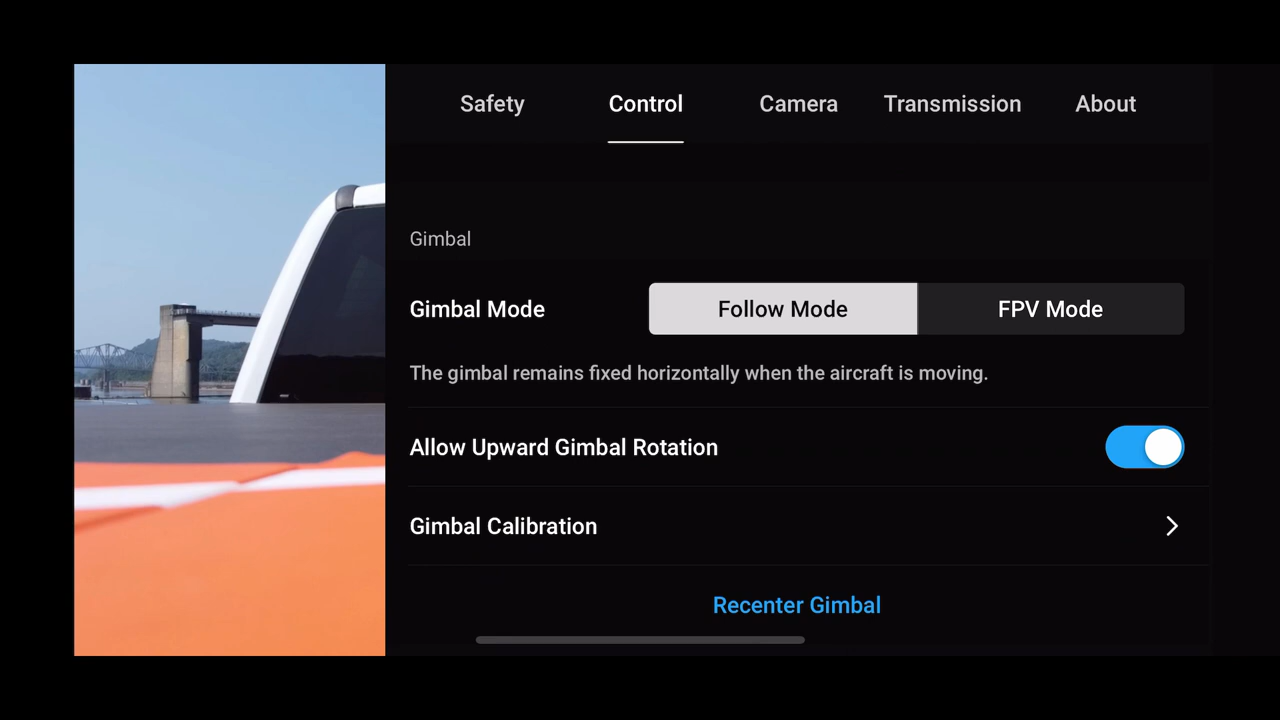 Safety Control Camera Transmission About
Gimbal
Gimbal Mode Follow Mode FPV Mode
The gimbal remains fixed horizontally when the aircraft is moving.
Allow Upward Gimbal Rotation
Gimbal Calibration
Recenter Gimbal